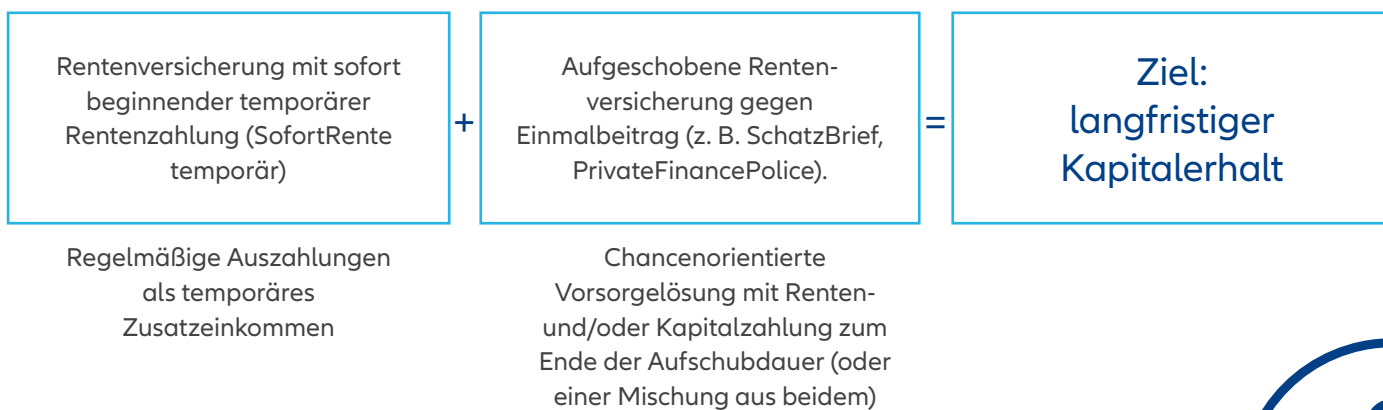 Rentenversicherung mit sofort
beginnender temporärer
Rentenzahlung (SofortRente
temporär)
+
Aufgeschobene Renten-
versicherung gegen
Einmalbeitrag (z. B. SchatzBrief,
PrivateFinancePolice).
=
Ziel:
langfristiger
Kapitalerhalt
Regelmäßige Auszahlungen
als temporäres
Zusatzeinkommen
Chancenorientierte
Vorsorgelösung mit Renten-
und/oder Kapitalzahlung zum
Ende der Aufschubdauer (oder
einer Mischung aus beidem)